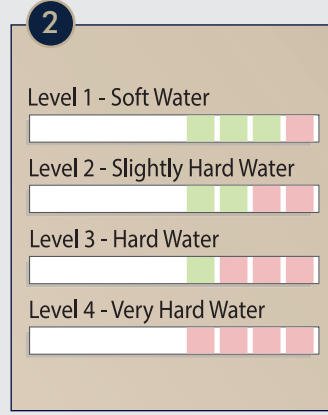 2
Level 1 - Soft Water
Level 2 - Slightly Hard Water
Level 3 - Hard Water
Level 4 - Very Hard Water